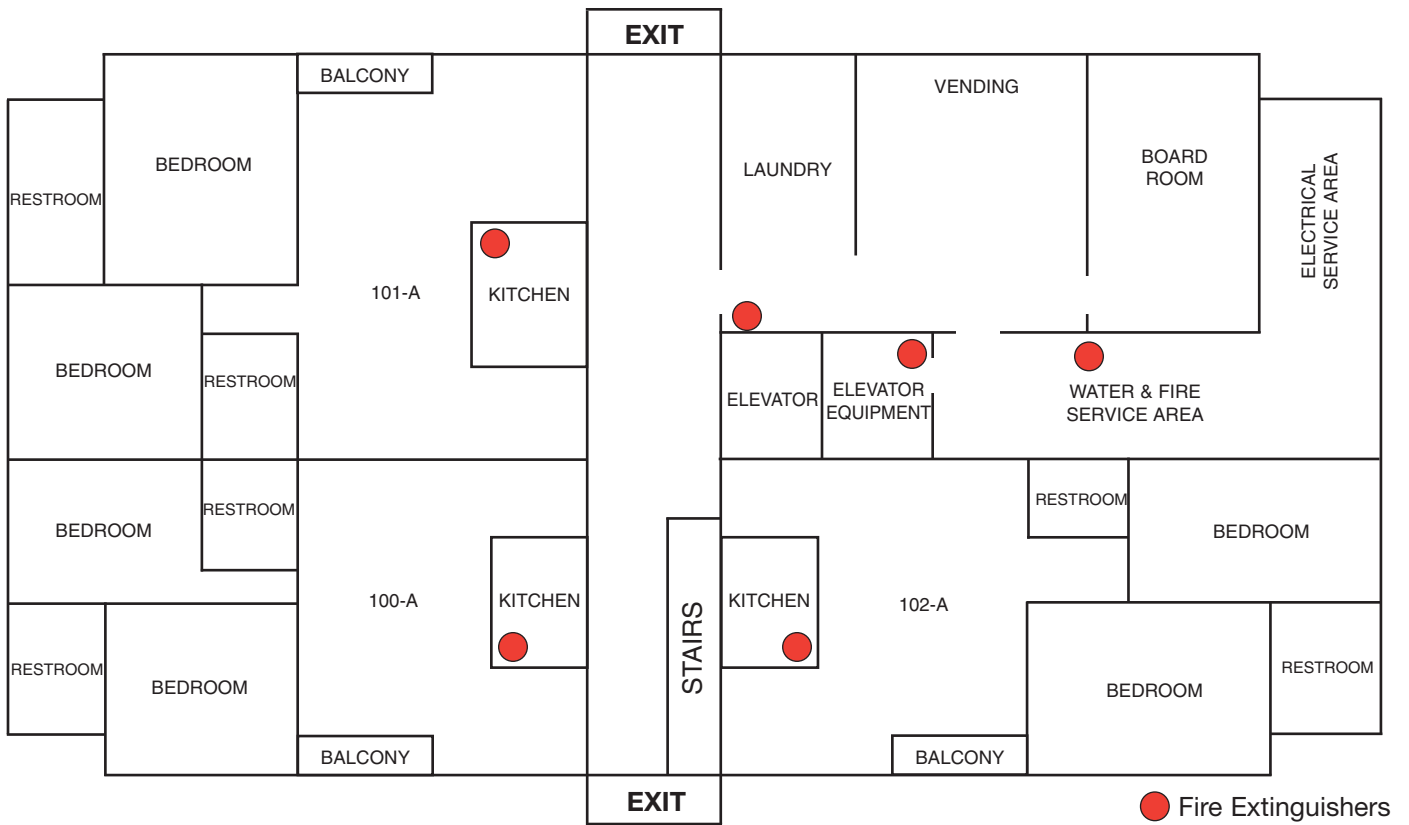 EXIT
BALCONY
VENDING
BEDROOM
LAUNDRY
BOARD
ROOM
RESTROOM
ELECTRICAL
SERVICE AREA
101-A
KITCHEN
BEDROOM
RESTROOM
ELEVATOR
ELEVATOR
EQUIPMENT
WATER & FIRE
SERVICE AREA
BEDROOM
RESTROOM
RESTROOM
BEDROOM
100-A
KITCHEN
STAIRS
KITCHEN
102-A
RESTROOM
BEDROOM
BEDROOM
RESTROOM
BALCONY
BALCONY
EXIT
Fire Extinguishers